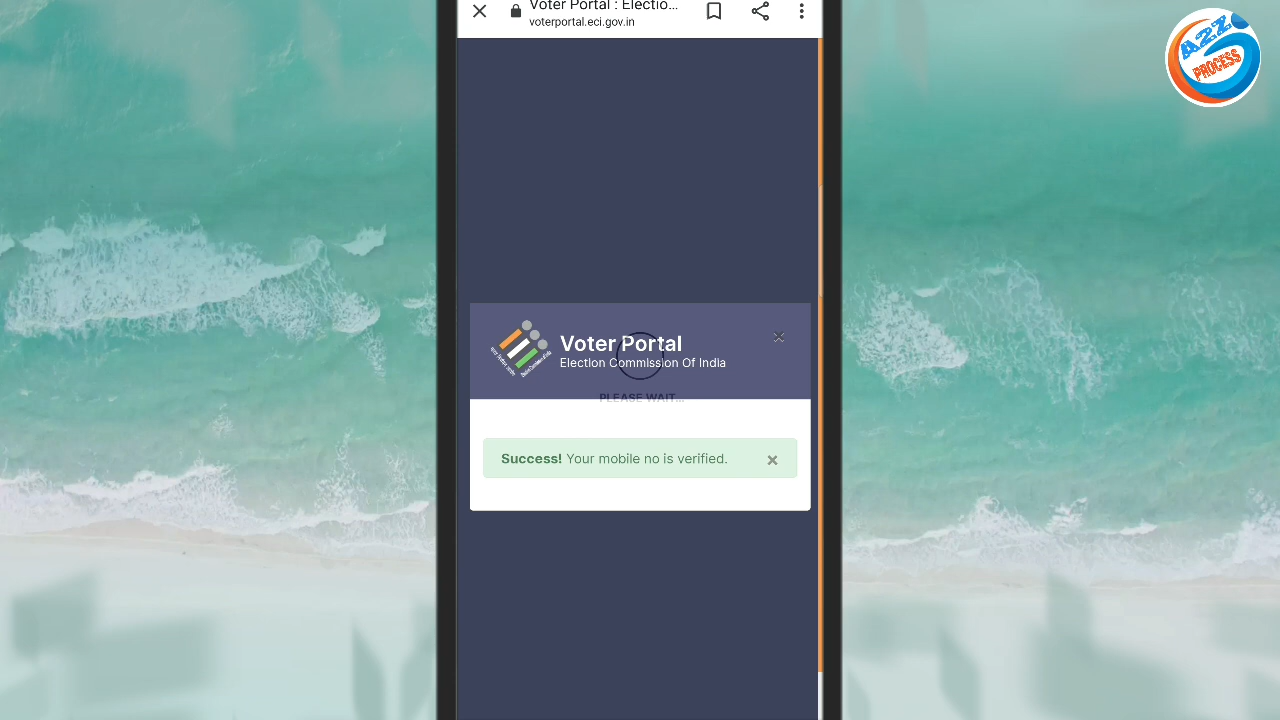 Voter Portal : Electio...
voterportal.eci.gov.in
A2Z
PROCESS
Voter Portal
Election Commission Of India
PLEASE WAIT...
Success! Your mobile no is verified.